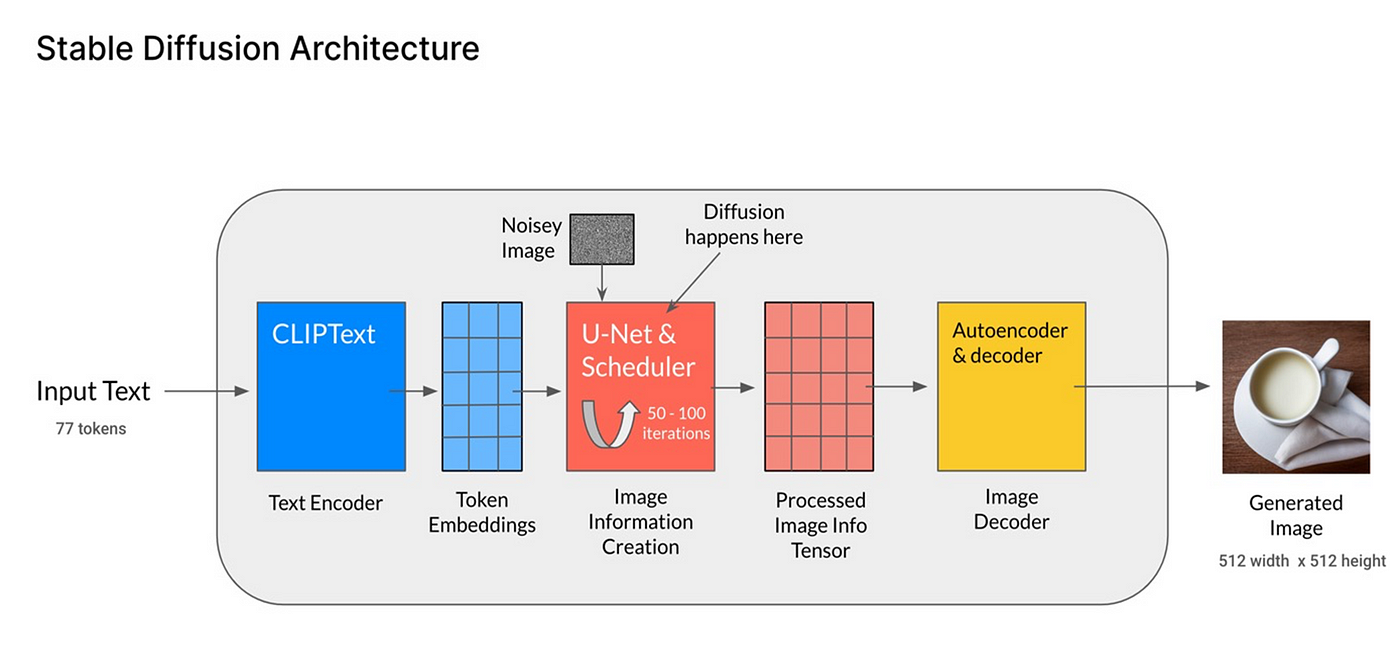 Stable Diffusion Architecture
Noisey
Image
Diffusion
happens here
Input Text
77 tokens
CLIPText
Text Encoder
Token
Embeddings
U-Net &
Scheduler
50 - 100
iterations
Image
Information
Creation
Processed
Image Info
Tensor
Autoencoder
& decoder
Image
Decoder
Generated
Image
512 width x 512 height